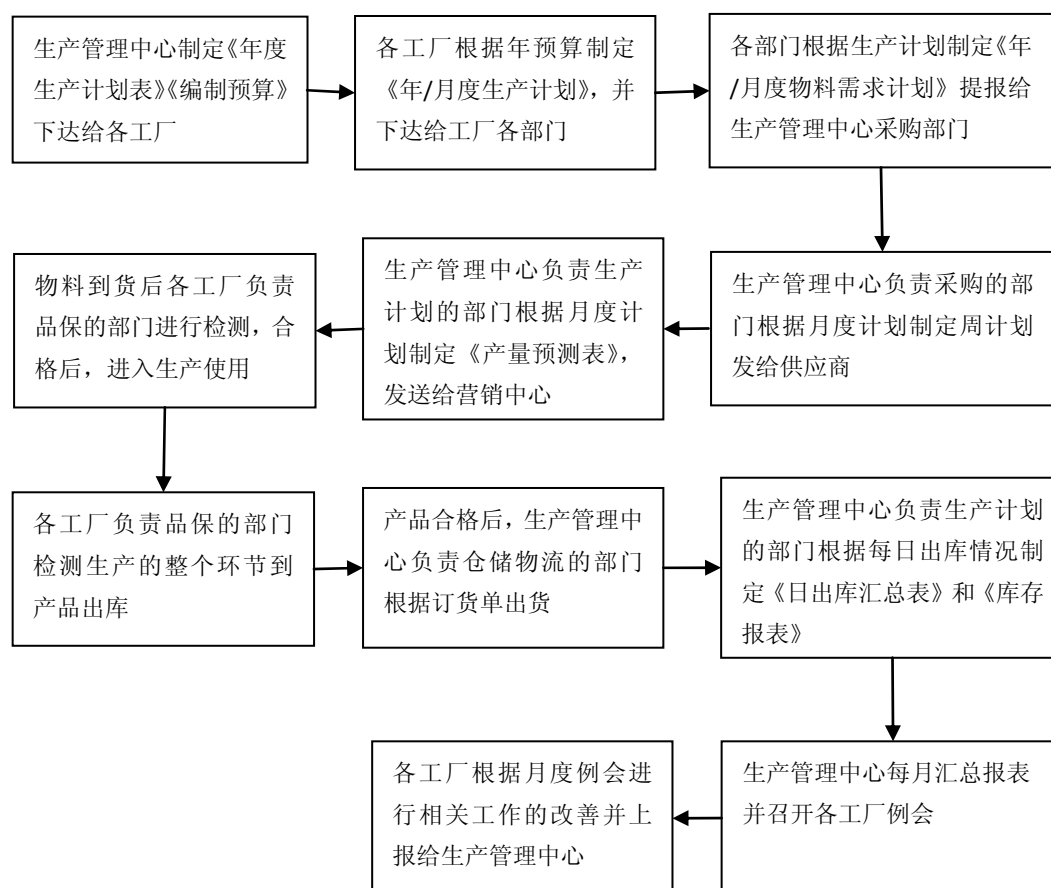 生产管理中心制定《年度
生产计划表》《编制预算》
下达给各工厂
各工厂根据年预算制定
《年/月度生产计划》，并
下达给工厂各部门
各部门根据生产计划制定《年
/月度物料需求计划》提报给
生产管理中心采购部门
生产管理中心负责采购的部
门根据月度计划制定周计划
发给供应商
生产管理中心负责生产
计划的部门根据月度计
划制定《产量预测表》，
发送给营销中心
物料到货后各工厂负责
品保的部门进行检测，合
格后，进入生产使用
各工厂负责品保的部门
检测生产的整个环节到
产品出库
产品合格后，生产管理中
心负责仓储物流的部门
根据订货单出货
生产管理中心负责生产计划
的部门根据每日出库情况制
定《日出库汇总表》和《库存
报表》
生产管理中心每月汇总报表
并召开各工厂例会
各工厂根据月度例会进
行相关工作的改善并上
报给生产管理中心